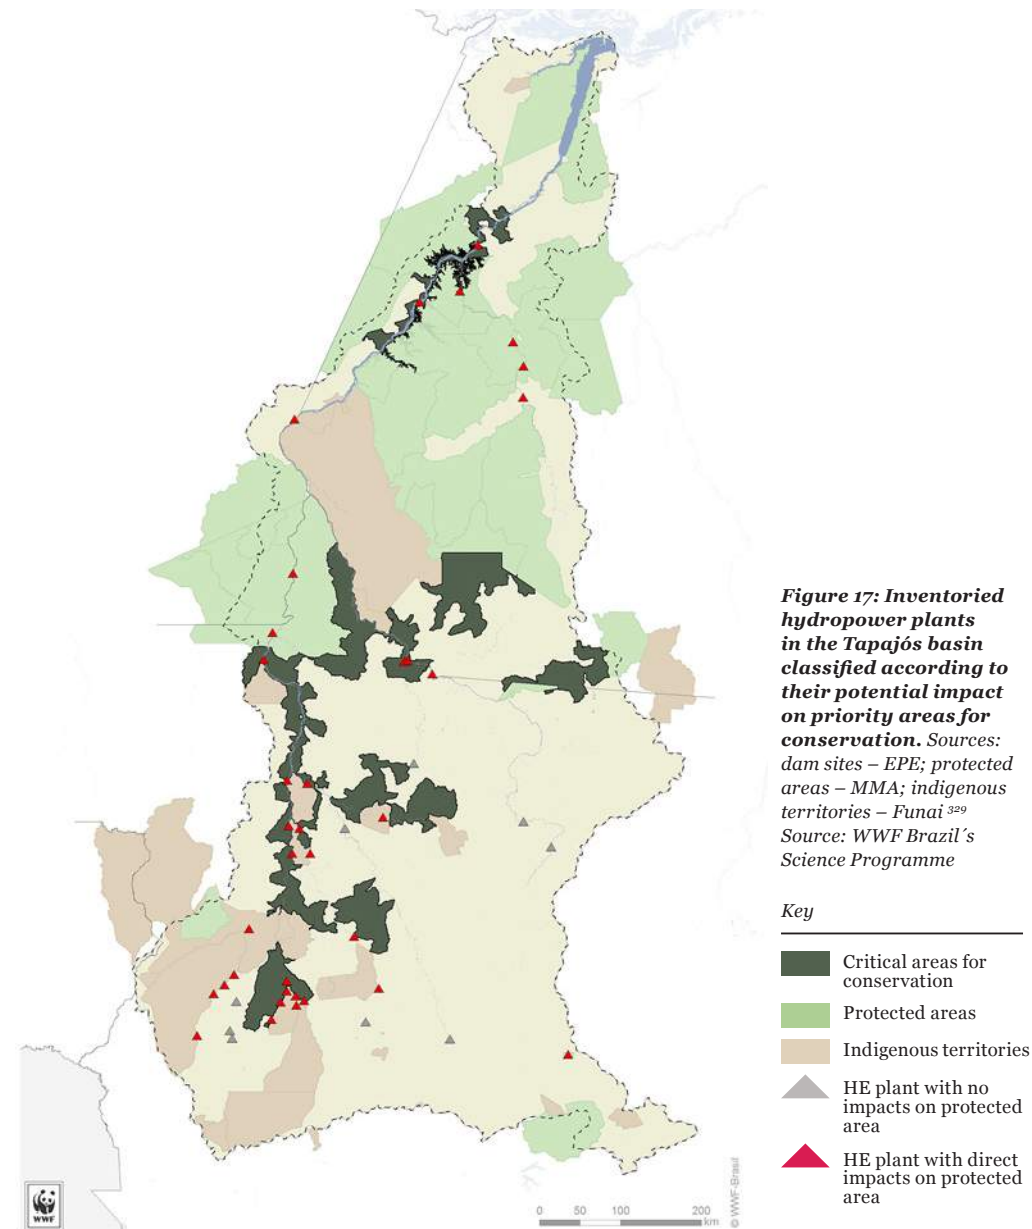 Figure 17: Inventoried
hydropower plants
in the Tapajós basin
classified according to
their potential impact
on priority areas for
conservation. Sources:
dam sites – EPE; protected
areas – MMA; indigenous
territories – Funai 329
Source: WWF Brazil´s
Science Programme
Key
Critical areas for
conservation
Protected areas
Indigenous territories
HE plant with no
impacts on protected
area
HE plant with direct
impacts on protected
area
0 50 100 200
km
© WWF-Brasil
WWF